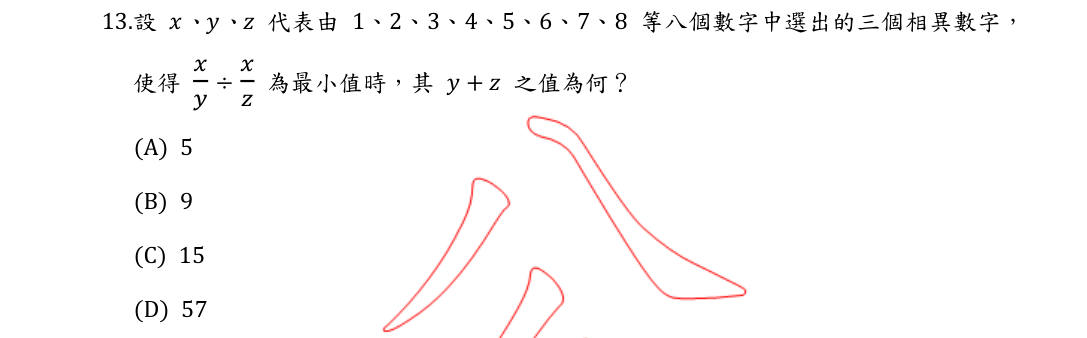 13.設 x、y、z 代表由 1、2、3、4、5、6、7、8 等八個數字中選出的三個相異數字，
使得 x/y ÷ x/z 為最小值時，其 y + z 之值為何？
(A) 5
(B) 9
(C) 15
(D) 57